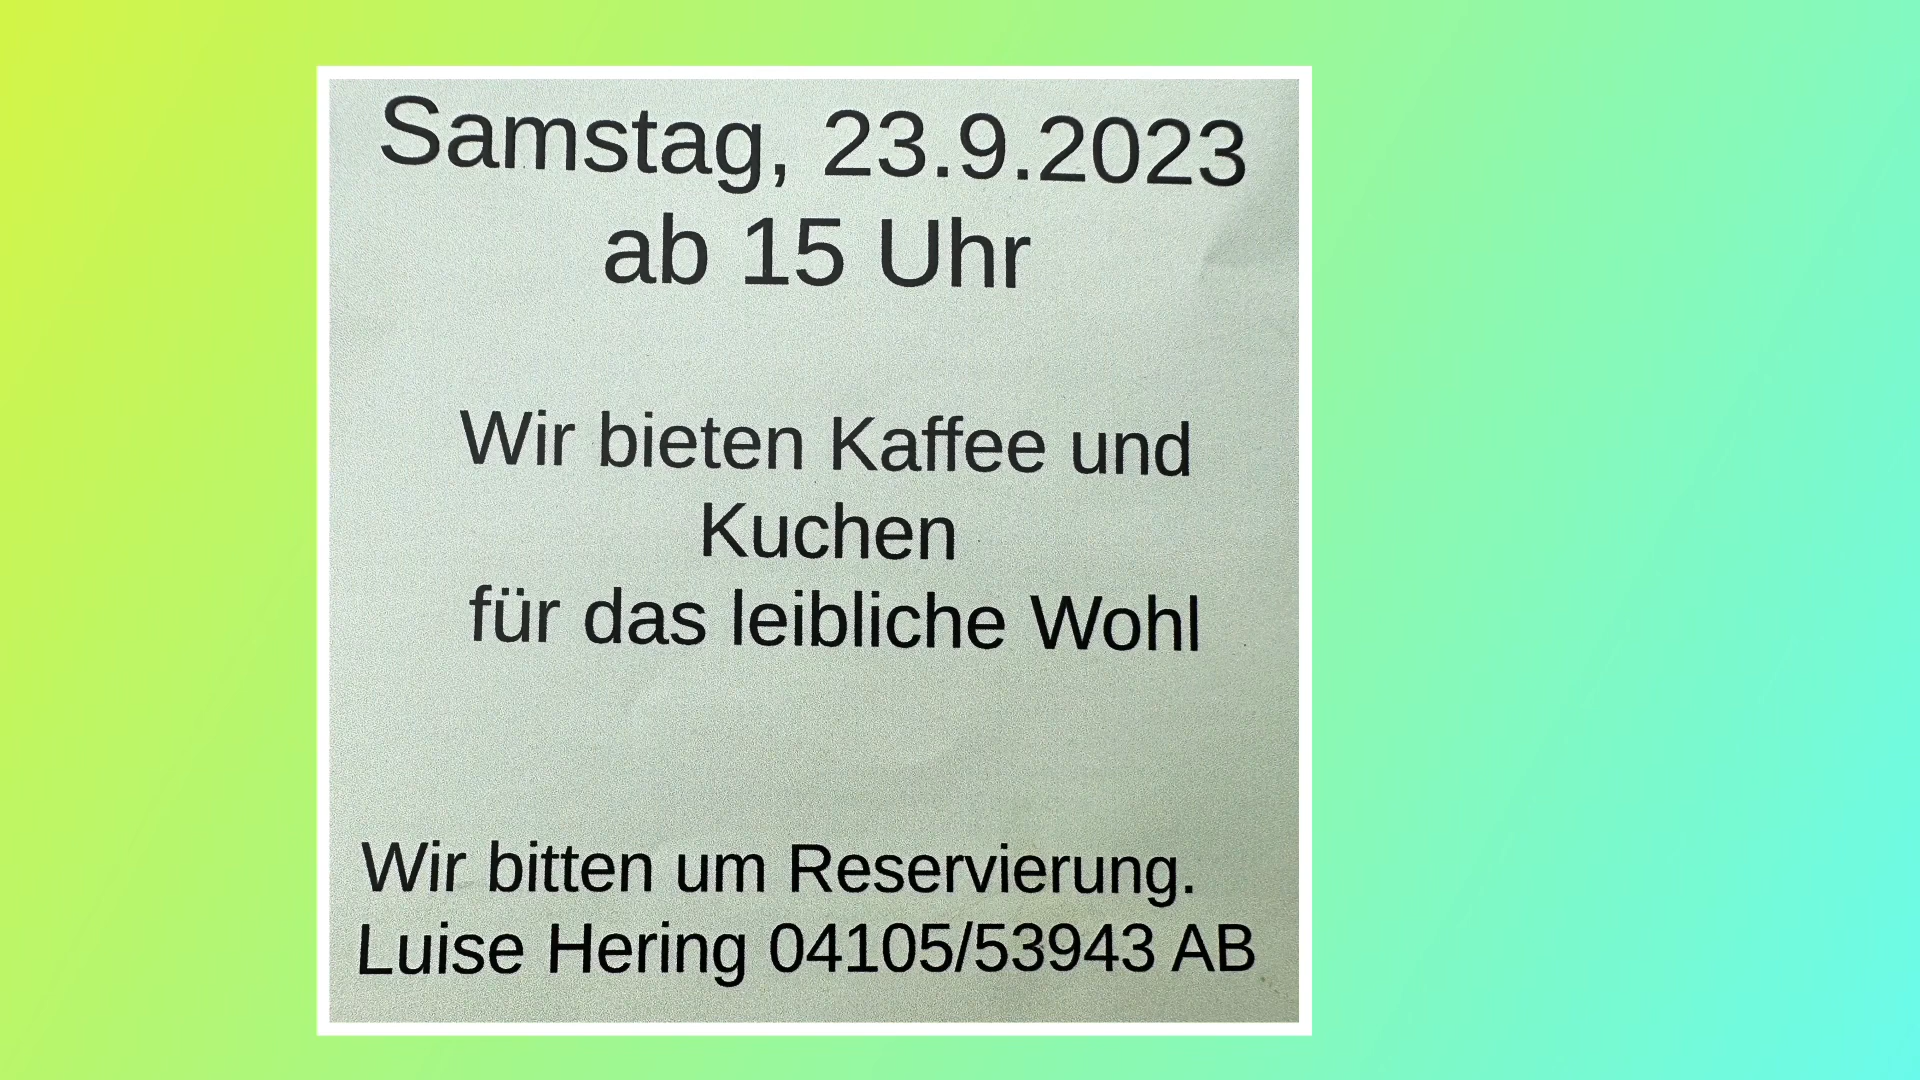 Samstag, 23.9.2023
ab 15 Uhr
Wir bieten Kaffee und
Kuchen
für das leibliche Wohl
Wir bitten um Reservierung.
Luise Hering 04105/53943 AB